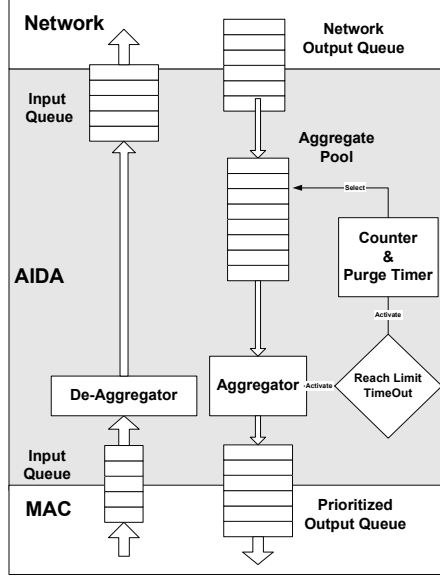 Network
Network
Output Queue
Input
Queue
Aggregate
Pool
Select
Counter
&
Purge Timer
AIDA
Activate
Reach Limit
TimeOut
De-Aggregator
Aggregator
Activate
Input
Queue
MAC
Prioritized
Output Queue